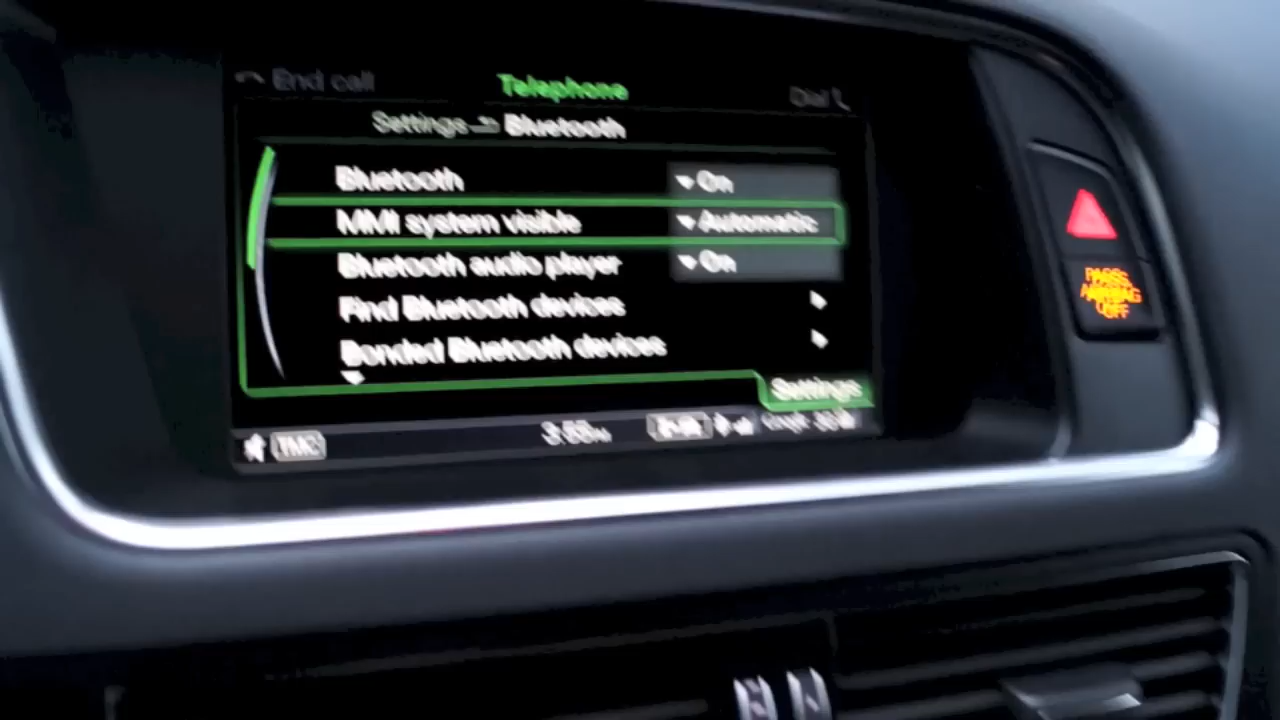 End call Telephone Dial
Settings Bluetooth
Bluetooth On
MMI system visible Automatic
Bluetooth audio player On
Find Bluetooth devices
Bonded Bluetooth devices
Settings
TMC
PASS
AIRBAG
OFF